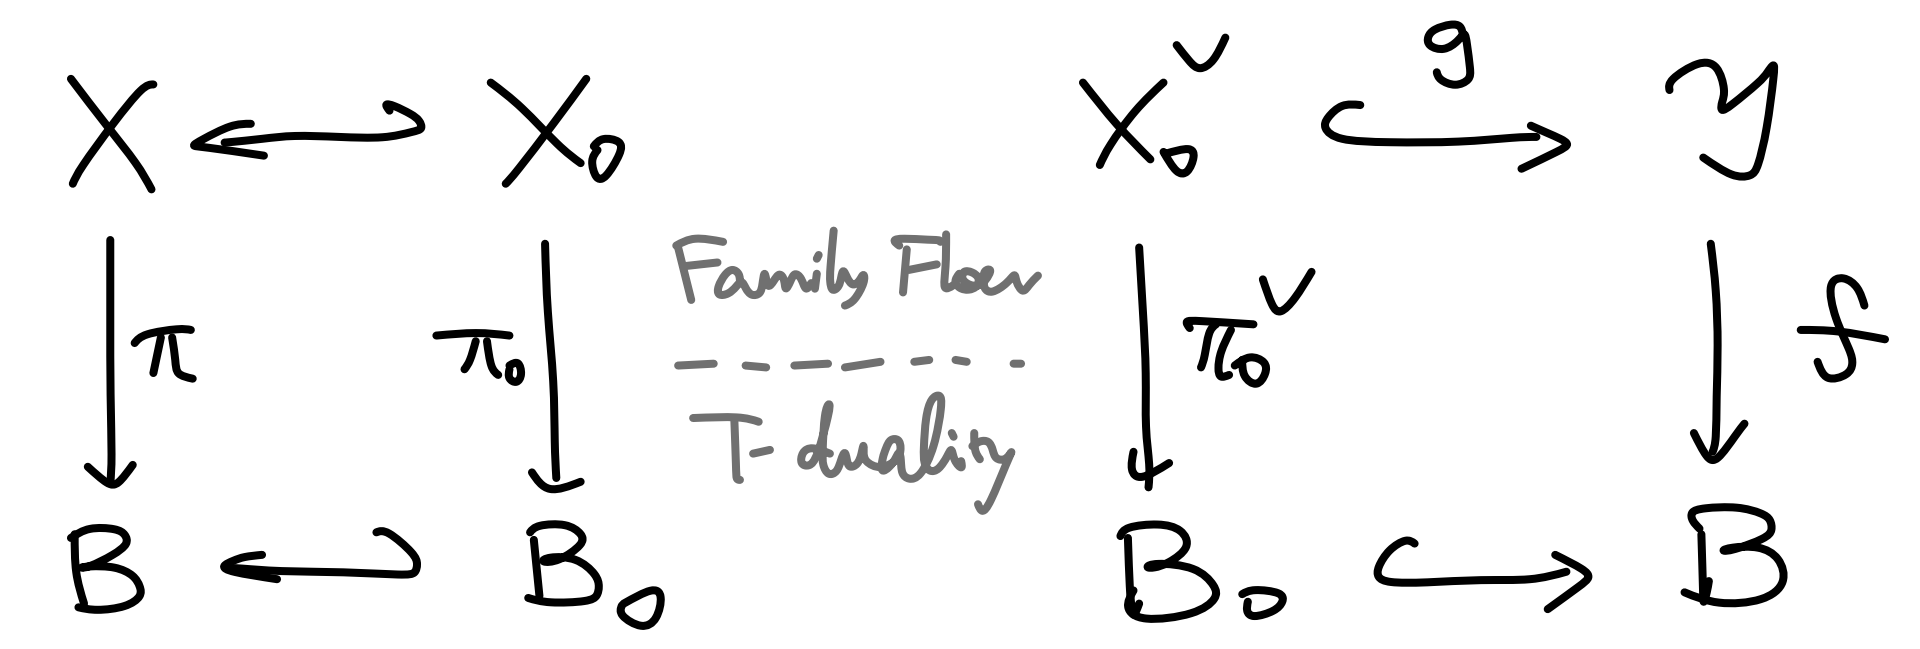 X X₀ X₀^∨ g 𝒴
Family Floer
π π₀ π₀^∨ f
T-duality
B B₀ B₀ B